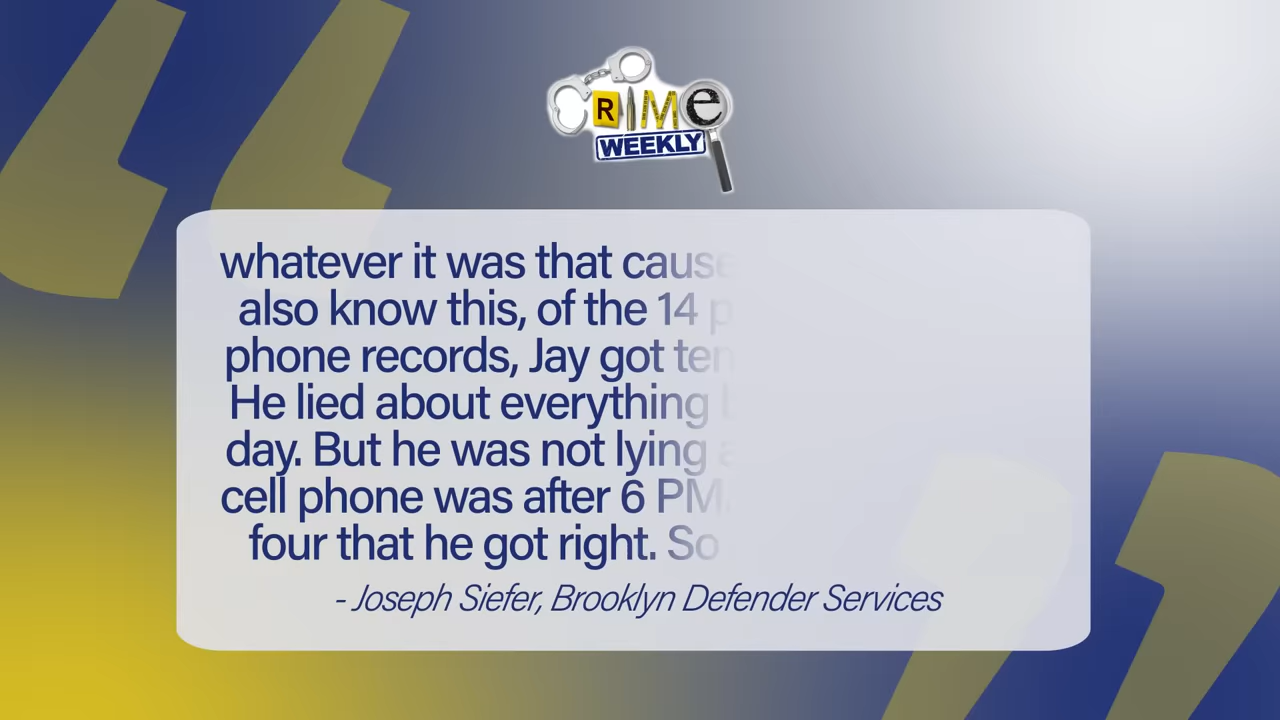 CRIME
WEEKLY
whatever it was that cause
also know this, of the 14
phone records, Jay got
He lied about everything
day. But he was not lying
cell phone was after 6 PM.
four that he got right. So
- Joseph Siefer, Brooklyn Defender Services